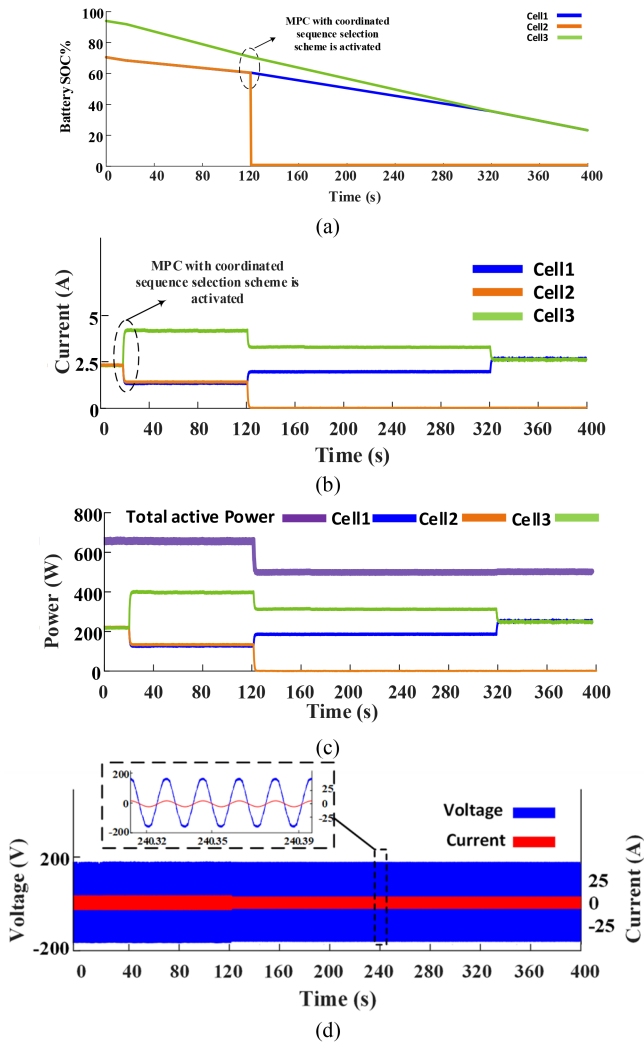 100
80
60
40
20
0
Battery SOC%
MPC with coordinated
sequence selection
scheme is activated
Cell1
Cell2
Cell3
0 40 80 120 160 200 240 280 320 360 400
Time (s)
(a)
Current (A)
5
2.5
0
MPC with coordinated
sequence selection scheme is
activated
Cell1
Cell2
Cell3
0 40 80 120 160 200 240 280 320 360 400
Time (s)
(b)
Power (W)
800
600
400
200
0
Total active Power Cell1 Cell2 Cell3
0 40 80 120 160 200 240 280 320 360 400
Time (s)
(c)
200
0
-200
25
0
-25
240.32 240.35 240.39
Voltage
Current
Voltage (V)
200
-200
25
0
-25
Current (A)
0 40 80 120 160 200 240 280 320 360 400
Time (s)
(d)